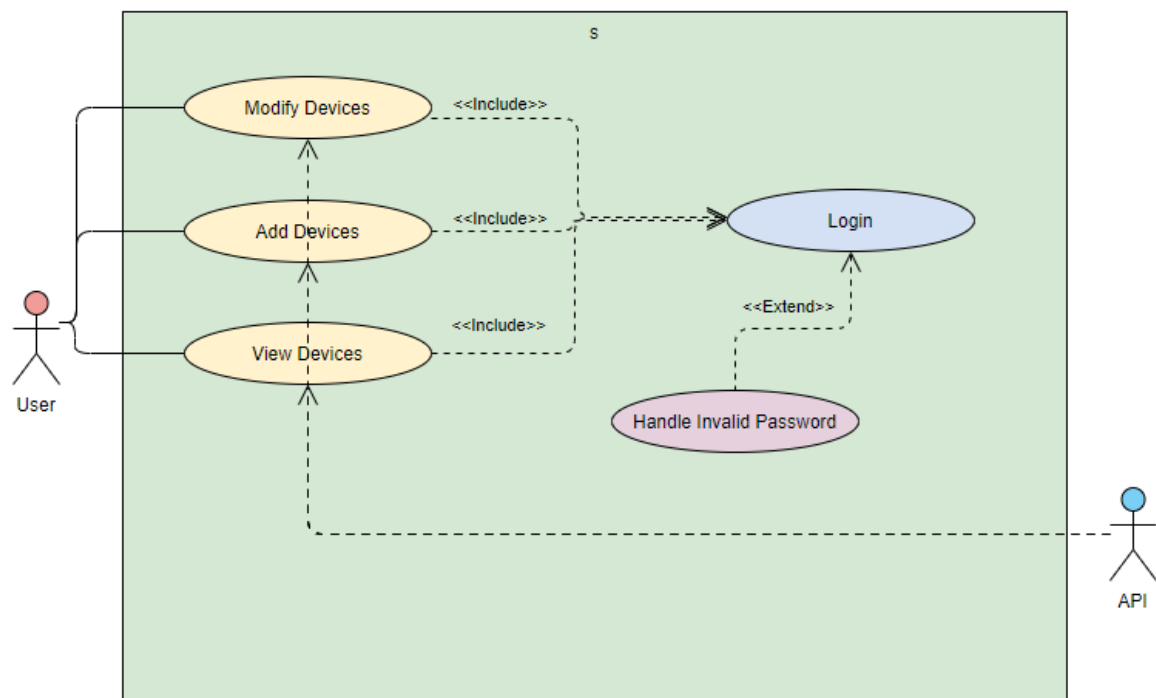 s
Modify Devices
<<Include>>
Add Devices
<<Include>>
Login
View Devices
<<Include>>
<<Extend>>
User
Handle Invalid Password
API